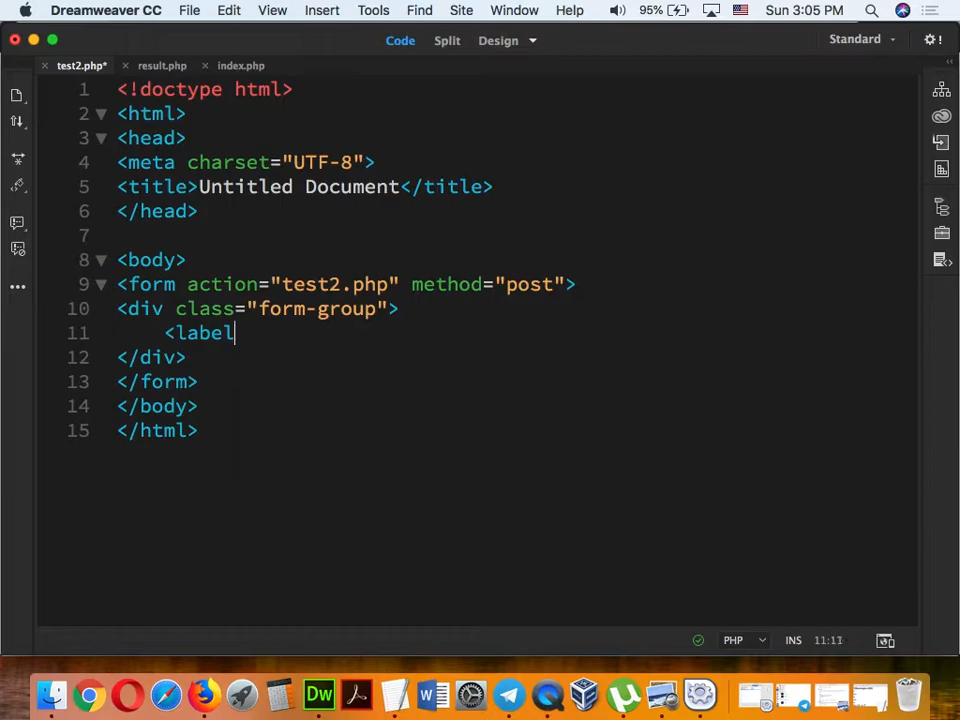 Dreamweaver CC File Edit View Insert Tools Find Site Window Help 95% Sun 3:05 PM
Code Split Design Standard
test2.php* result.php index.php
1 <!doctype html>
2 <html>
3 <head>
4 <meta charset="UTF-8">
5 <title>Untitled Document</title>
6 </head>
7
8 <body>
9 <form action="test2.php" method="post">
10 <div class="form-group">
11 <label
12 </div>
13 </form>
14 </body>
15 </html>
PHP INS 11:11
Dw W